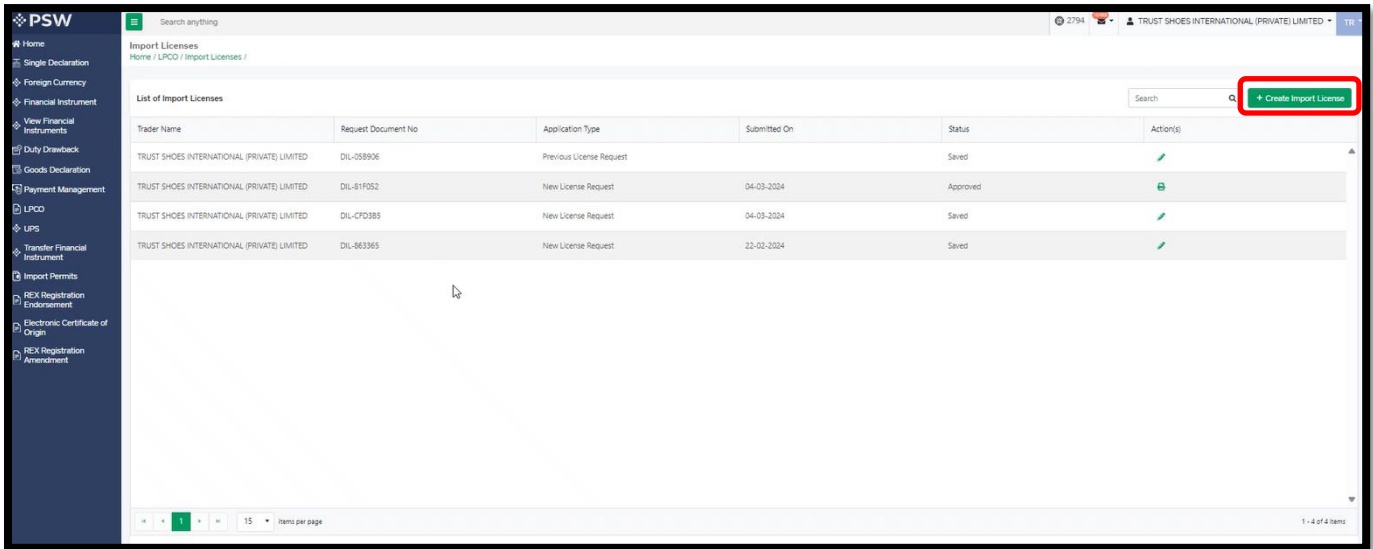 PSW
Search anything
2794
TRUST SHOES INTERNATIONAL (PRIVATE) LIMITED
TR
Home
Single Declaration
Foreign Currency
Financial Instrument
View Financial
Instruments
Duty Drawback
Goods Declaration
Payment Management
LPCO
UPS
Transfer Financial
Instrument
Import Permits
REX Registration
Endorsement
Electronic Certificate of
Origin
REX Registration
Amendment
Import Licenses
Home / LPCO / Import Licenses /
List of Import Licenses
Search
+ Create Import License
Trader Name Request Document No Application Type Submitted On Status Action(s)
TRUST SHOES INTERNATIONAL (PRIVATE) LIMITED DIL-05B906 Previous License Request Saved
TRUST SHOES INTERNATIONAL (PRIVATE) LIMITED DIL-81F052 New License Request 04-03-2024 Approved
TRUST SHOES INTERNATIONAL (PRIVATE) LIMITED DIL-CFD3B5 New License Request 04-03-2024 Saved
TRUST SHOES INTERNATIONAL (PRIVATE) LIMITED DIL-863365 New License Request 22-02-2024 Saved
1 15 items per page 1 - 4 of 4 items